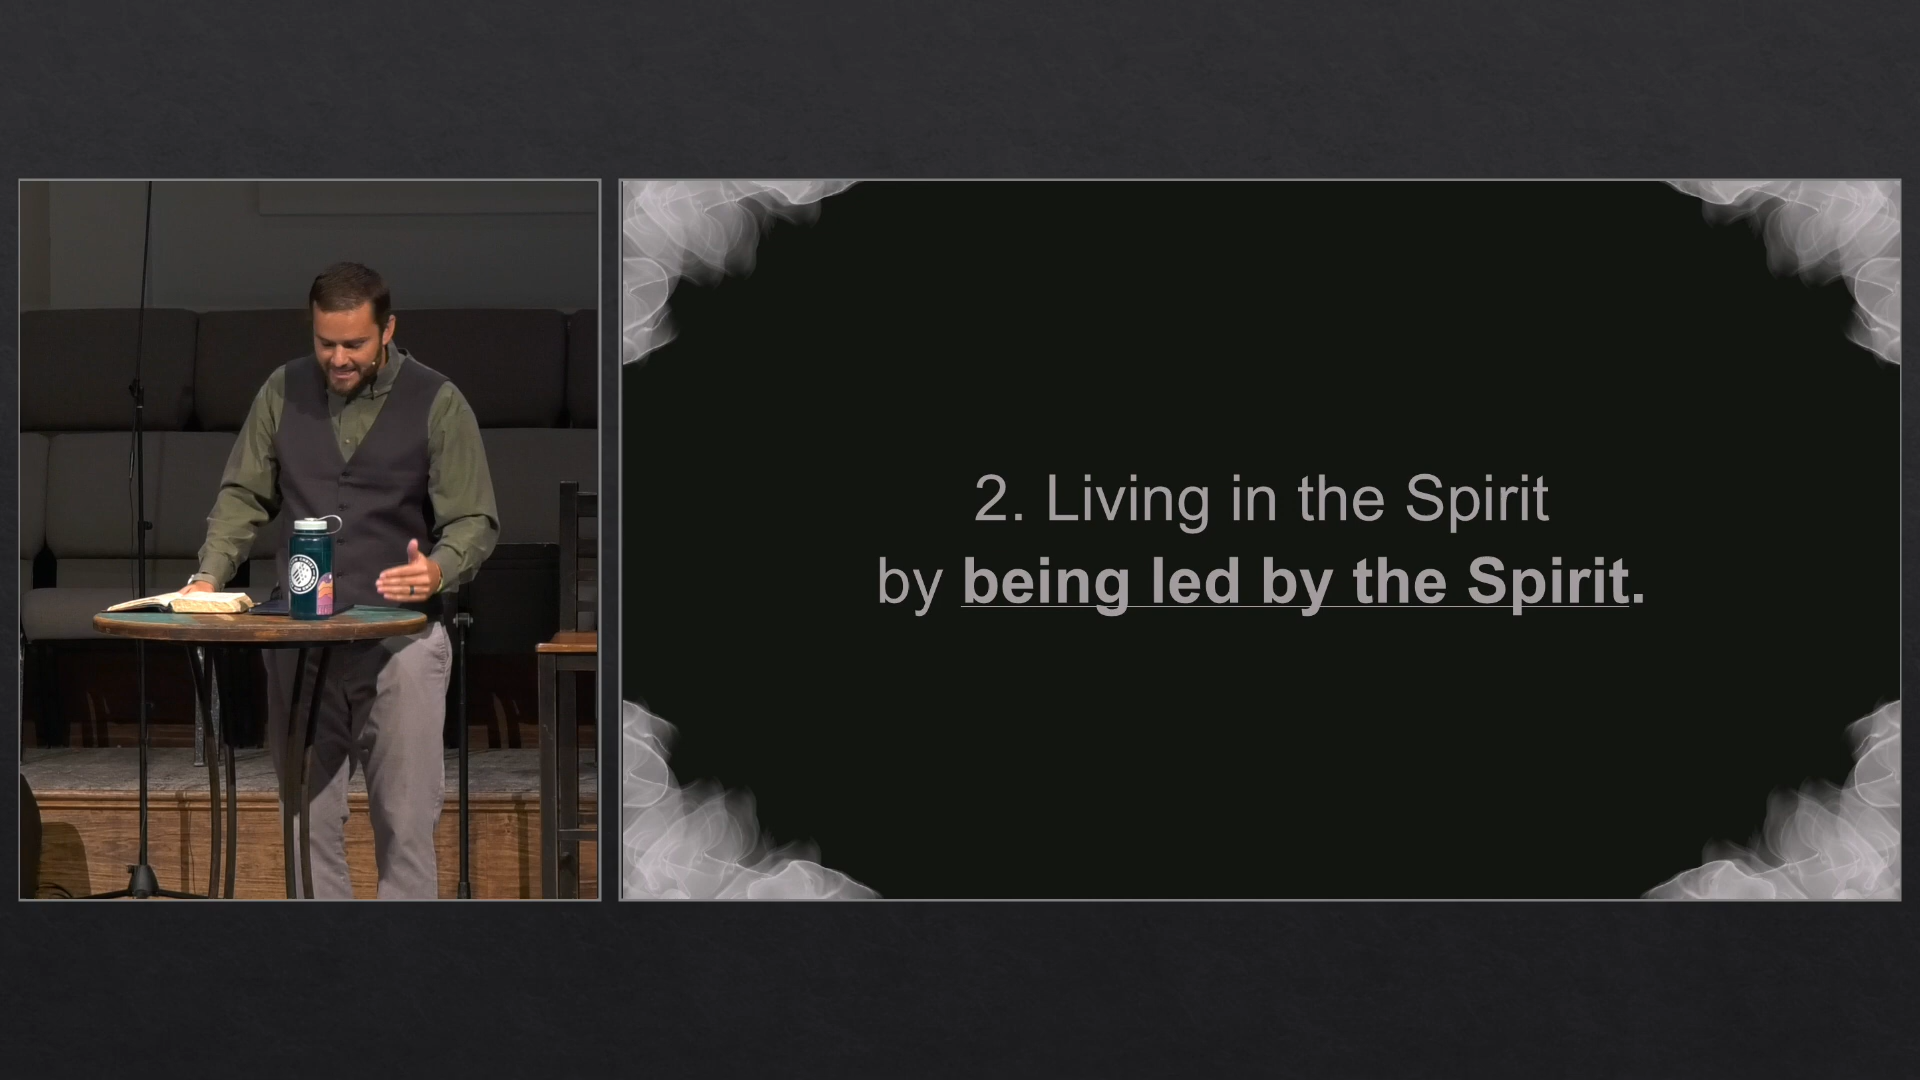 2. Living in the Spirit
by being led by the Spirit.